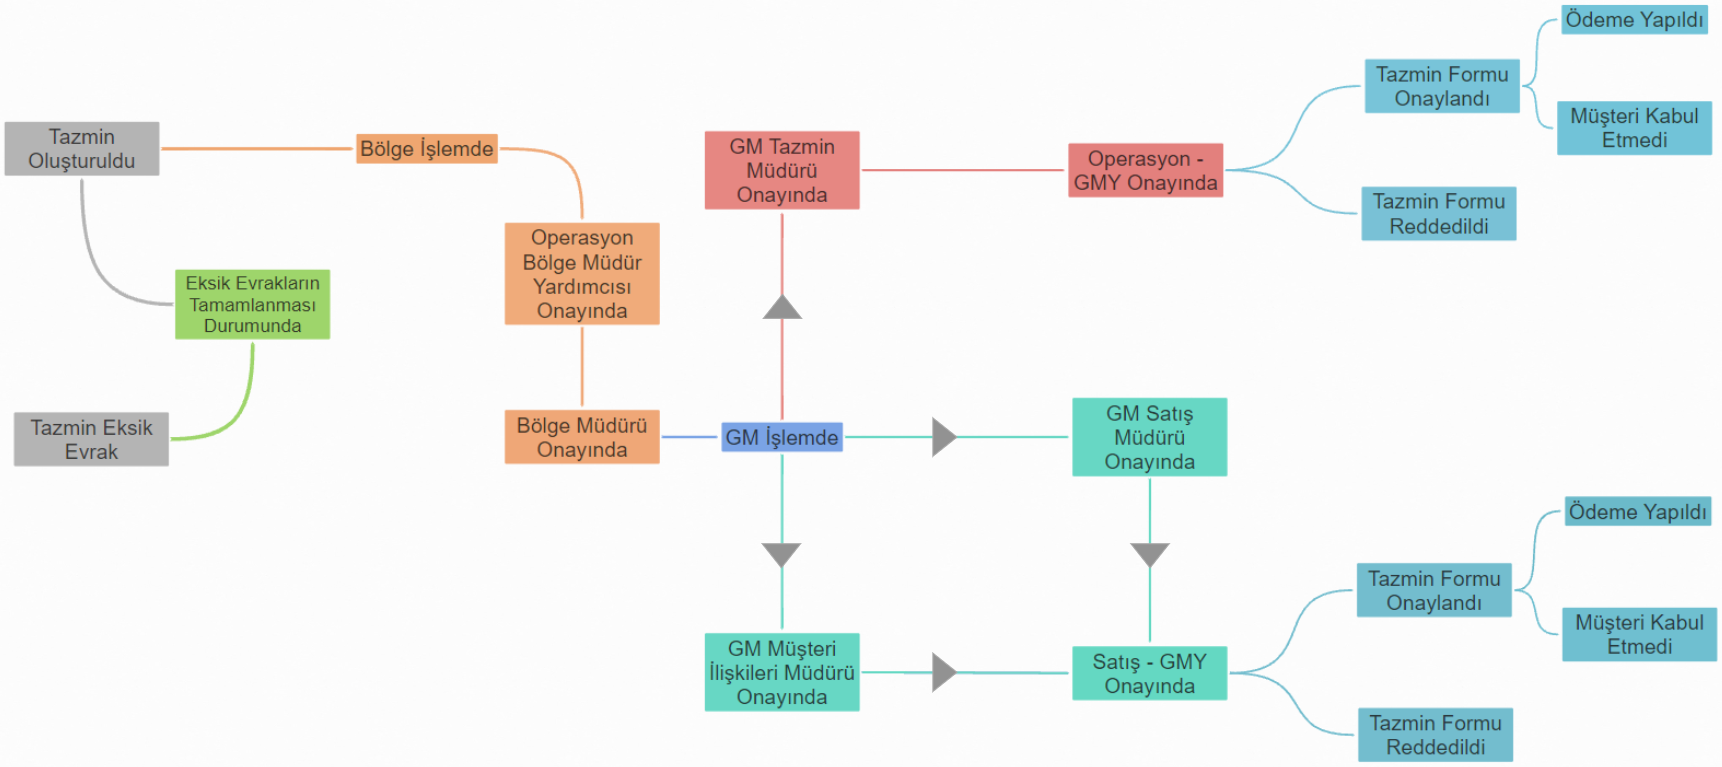 Tazmin
Oluşturuldu
Eksik Evrakların
Tamamlanması
Durumunda
Tazmin Eksik
Evrak
Bölge İşlemde
Operasyon
Bölge Müdür
Yardımcısı
Onayında
Bölge Müdürü
Onayında
GM İşlemde
GM Tazmin
Müdürü
Onayında
Operasyon -
GMY Onayında
Tazmin Formu
Onaylandı
Ödeme Yapıldı
Müşteri Kabul
Etmedi
Tazmin Formu
Reddedildi
GM Satış
Müdürü
Onayında
GM Müşteri
İlişkileri Müdürü
Onayında
Satış - GMY
Onayında
Tazmin Formu
Onaylandı
Ödeme Yapıldı
Müşteri Kabul
Etmedi
Tazmin Formu
Reddedildi